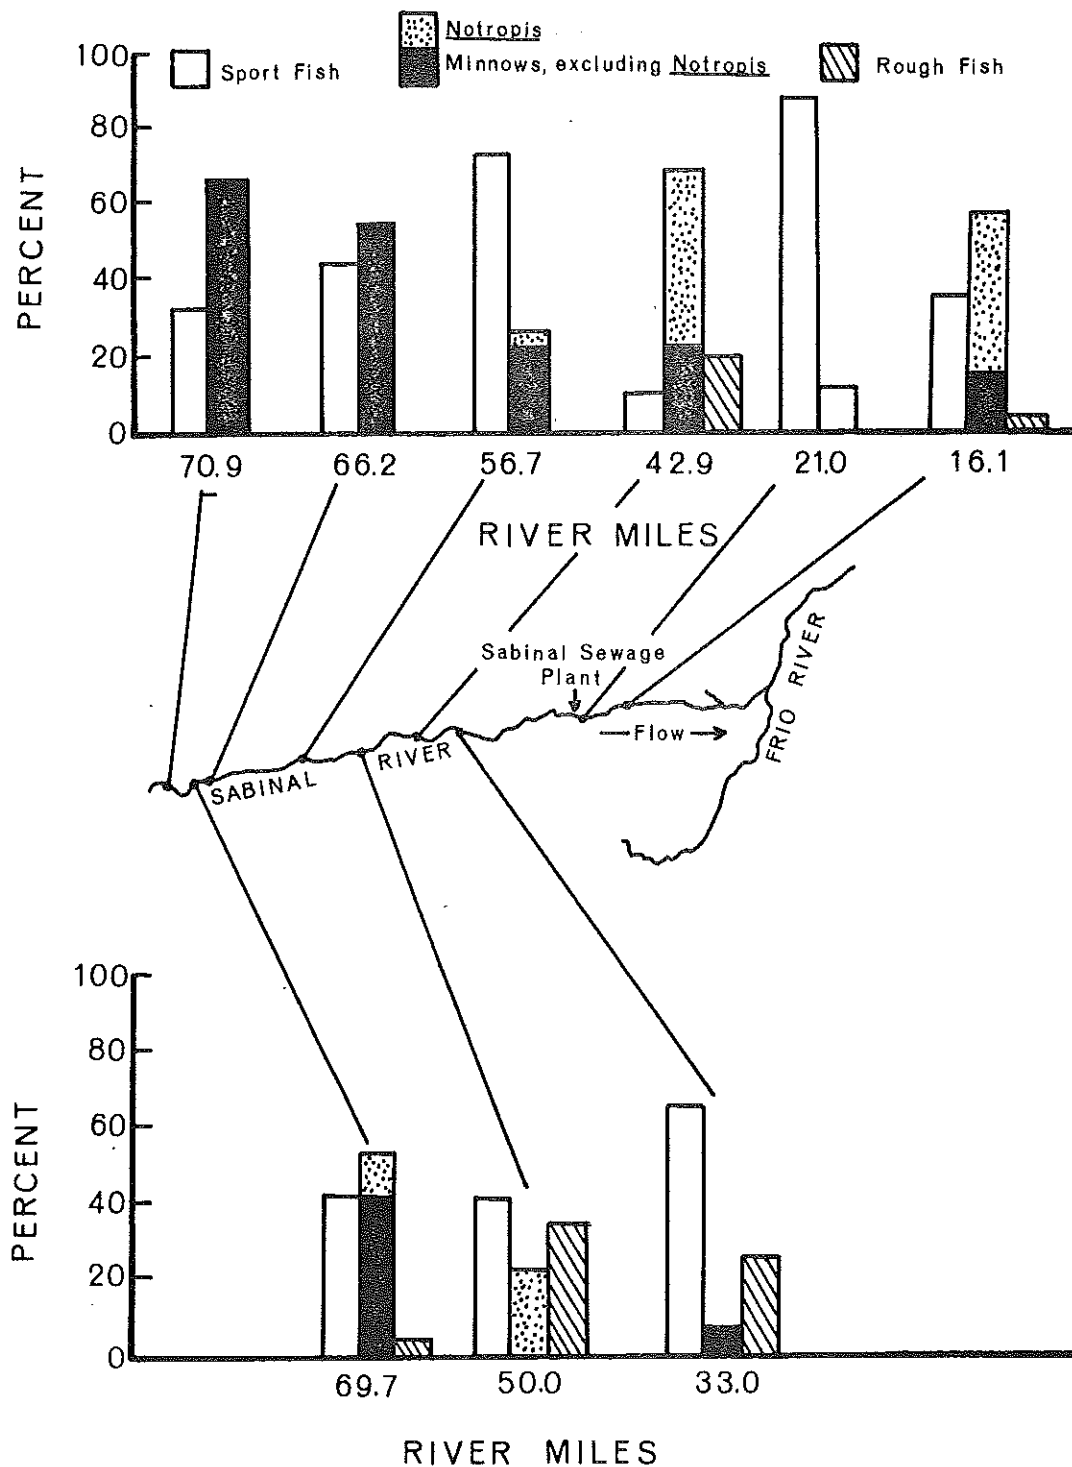 Notropis
Sport Fish
Minnows, excluding Notropis
Rough Fish
PERCENT
100
80
60
40
20
0
70.9
66.2
56.7
42.9
21.0
16.1
RIVER MILES
Sabinal Sewage
Plant
Flow
SABINAL
RIVER
FRIO RIVER
PERCENT
100
80
60
40
20
0
69.7
50.0
33.0
RIVER MILES